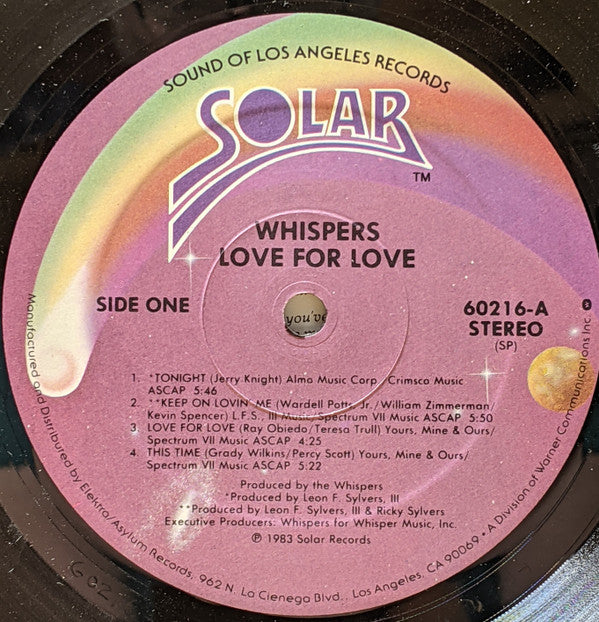 SOUND OF LOS ANGELES RECORDS
SOLAR
TM
WHISPERS
LOVE FOR LOVE
SIDE ONE
60216-A
STEREO
(SP)
you've
1. *TONIGHT (Jerry Knight) Almo Music Corp./Crimsco Music
ASCAP 5:46
2. **KEEP ON LOVIN' ME (Wardell Potts, Jr./William Zimmerman/
Kevin Spencer) L.F.S., III Music/Spectrum VII Music ASCAP 5:50
3. LOVE FOR LOVE (Ray Obiedo/Teresa Trull) Yours, Mine & Ours/
Spectrum VII Music ASCAP 4:25
4. THIS TIME (Grady Wilkins/Percy Scott) Yours, Mine & Ours/
Spectrum VII Music ASCAP 5:22
Produced by the Whispers
*Produced by Leon F. Sylvers, III
**Produced by Leon F. Sylvers, III & Ricky Sylvers
Executive Producers: Whispers for Whisper Music, Inc.
℗ 1983 Solar Records
Manufactured and Distributed by Elektra/Asylum Records, 962 N. La Cienega Blvd., Los Angeles, CA 90069 • A Division of Warner Communications Inc.